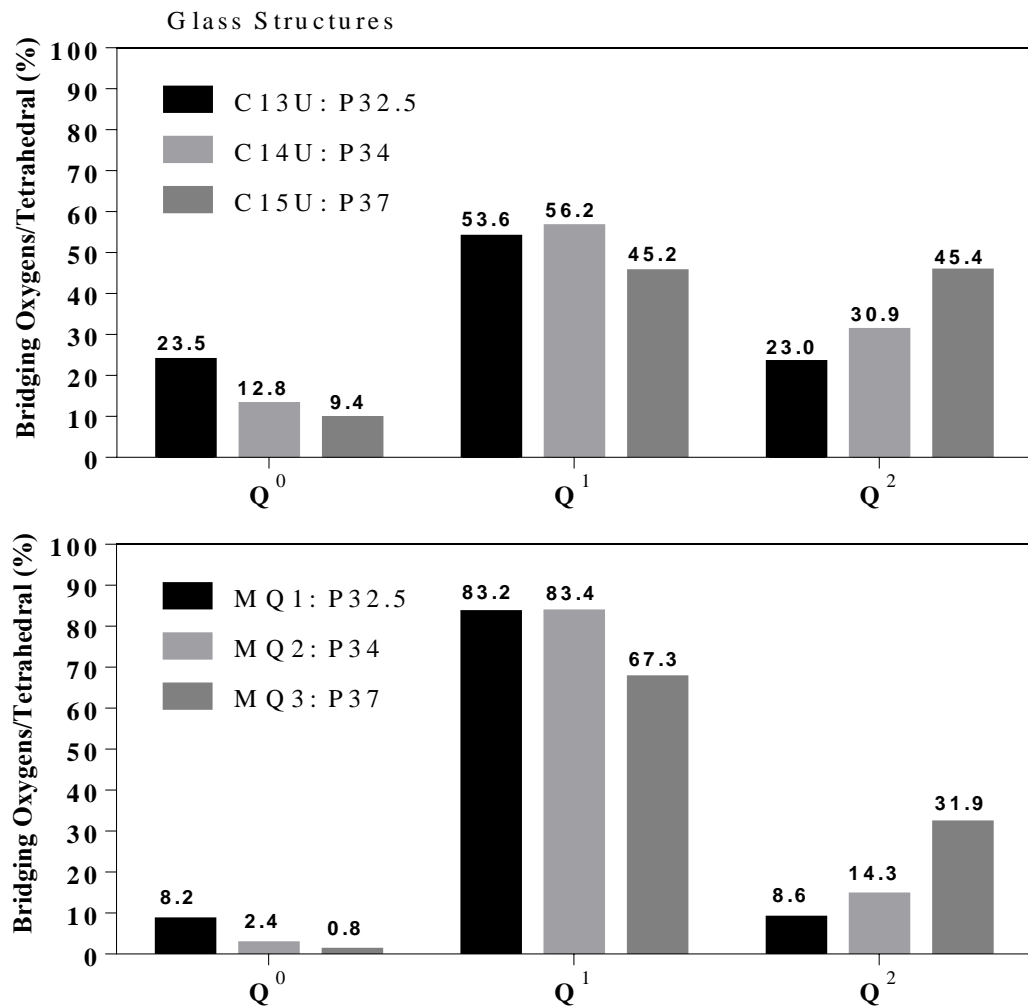 Glass Structures
Bridging Oxygens/Tetrahedral (%)
100
90
80
70
60
50
40
30
20
10
0
C13U: P32.5
C14U: P34
C15U: P37
23.5
12.8
9.4
53.6
56.2
45.2
23.0
30.9
45.4
Q⁰
Q¹
Q²
Bridging Oxygens/Tetrahedral (%)
100
90
80
70
60
50
40
30
20
10
0
MQ1: P32.5
MQ2: P34
MQ3: P37
8.2
2.4
0.8
83.2
83.4
67.3
8.6
14.3
31.9
Q⁰
Q¹
Q²